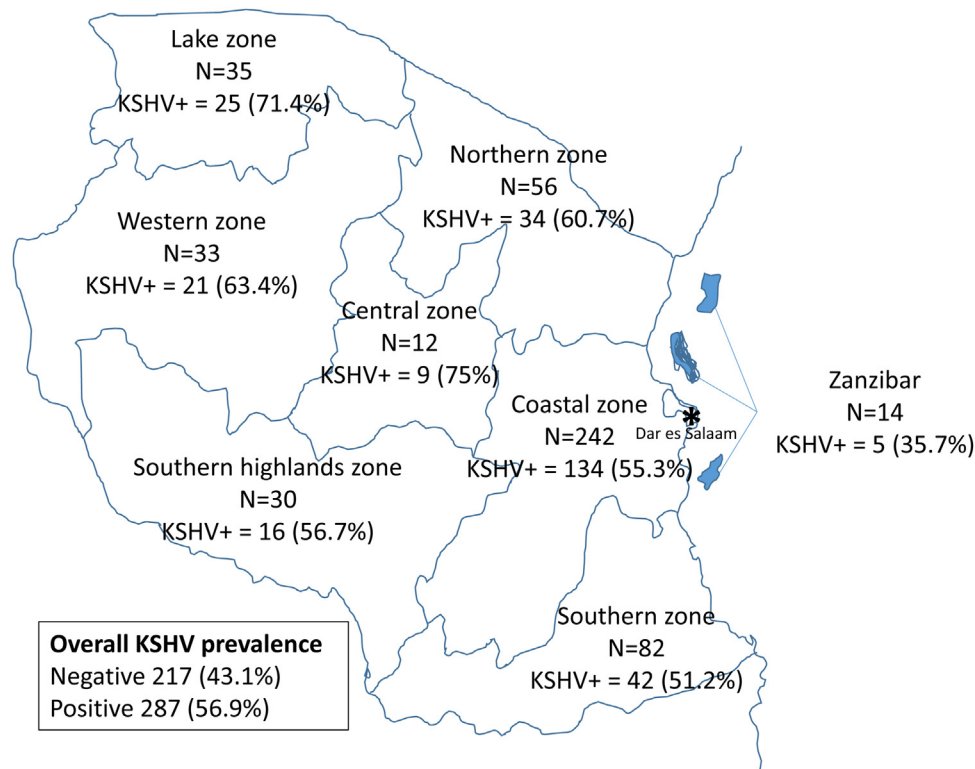 Lake zone
N=35
KSHV+ = 25 (71.4%)
Northern zone
N=56
KSHV+ = 34 (60.7%)
Western zone
N=33
KSHV+ = 21 (63.4%)
Central zone
N=12
KSHV+ = 9 (75%)
Zanzibar
N=14
KSHV+ = 5 (35.7%)
Coastal zone
N=242
KSHV+ = 134 (55.3%)
*
Dar es Salaam
Southern highlands zone
N=30
KSHV+ = 16 (56.7%)
Southern zone
N=82
KSHV+ = 42 (51.2%)
Overall KSHV prevalence
Negative 217 (43.1%)
Positive 287 (56.9%)